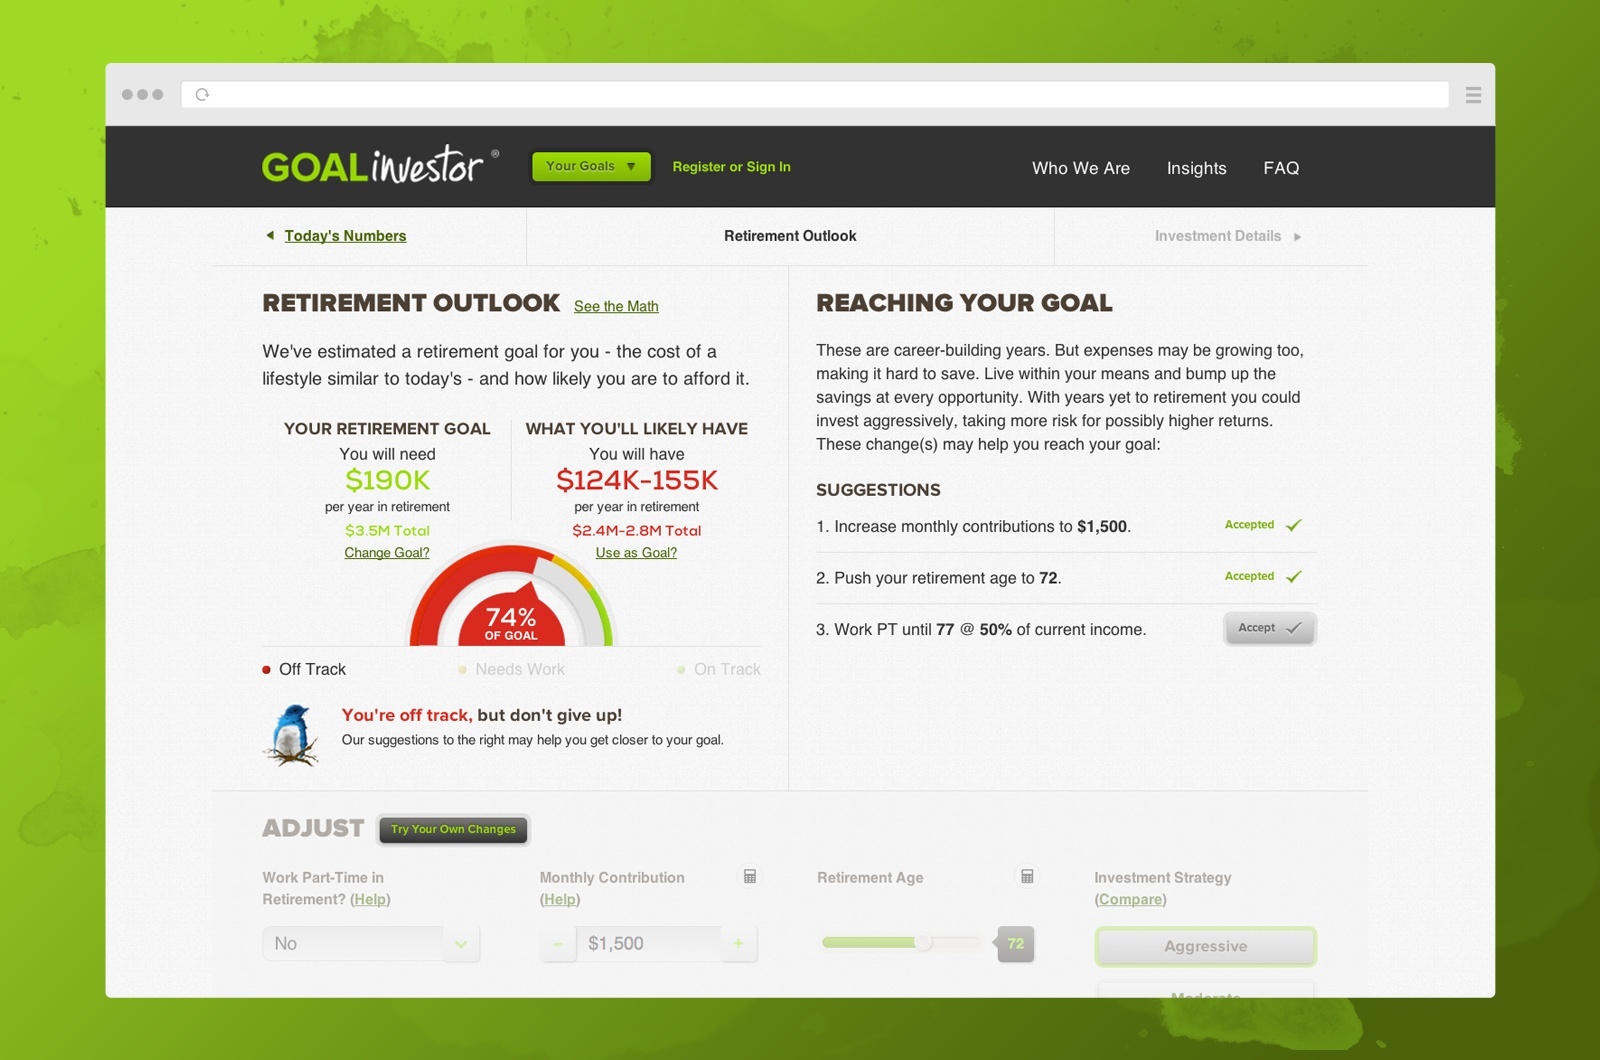 GOALinvestor ®
Your Goals ▼
Register or Sign In
Who We Are
Insights
FAQ
Today's Numbers
Retirement Outlook
Investment Details
RETIREMENT OUTLOOK
See the Math
We've estimated a retirement goal for you - the cost of a
lifestyle similar to today's - and how likely you are to afford it.
YOUR RETIREMENT GOAL
You will need
$190K
per year in retirement
$3.5M Total
Change Goal?
WHAT YOU'LL LIKELY HAVE
You will have
$124K-155K
per year in retirement
$2.4M-2.8M Total
Use as Goal?
74%
OF GOAL
Off Track
Needs Work
On Track
You're off track, but don't give up!
Our suggestions to the right may help you get closer to your goal.
REACHING YOUR GOAL
These are career-building years. But expenses may be growing too,
making it hard to save. Live within your means and bump up the
savings at every opportunity. With years yet to retirement you could
invest aggressively, taking more risk for possibly higher returns.
These change(s) may help you reach your goal:
SUGGESTIONS
1. Increase monthly contributions to $1,500.
Accepted
2. Push your retirement age to 72.
Accepted
3. Work PT until 77 @ 50% of current income.
Accept
ADJUST
Try Your Own Changes
Work Part-Time in
Retirement? (Help)
No
Monthly Contribution
(Help)
$1,500
Retirement Age
72
Investment Strategy
(Compare)
Aggressive
Moderate